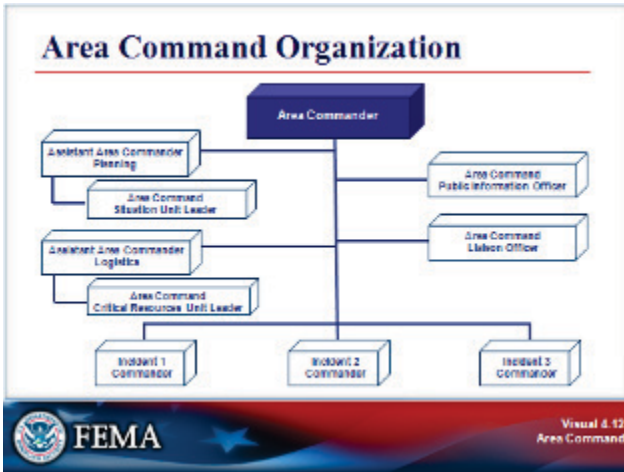 Area Command Organization
Area Commander
Assistant Area Commander
Planning
Area Command
Situation Unit Leader
Assistant Area Commander
Logistics
Area Command
Critical Resources Unit Leader
Area Command
Public Information Officer
Area Command
Liaison Officer
Incident 1
Commander
Incident 2
Commander
Incident 3
Commander
FEMA
Visual 4.12
Area Command